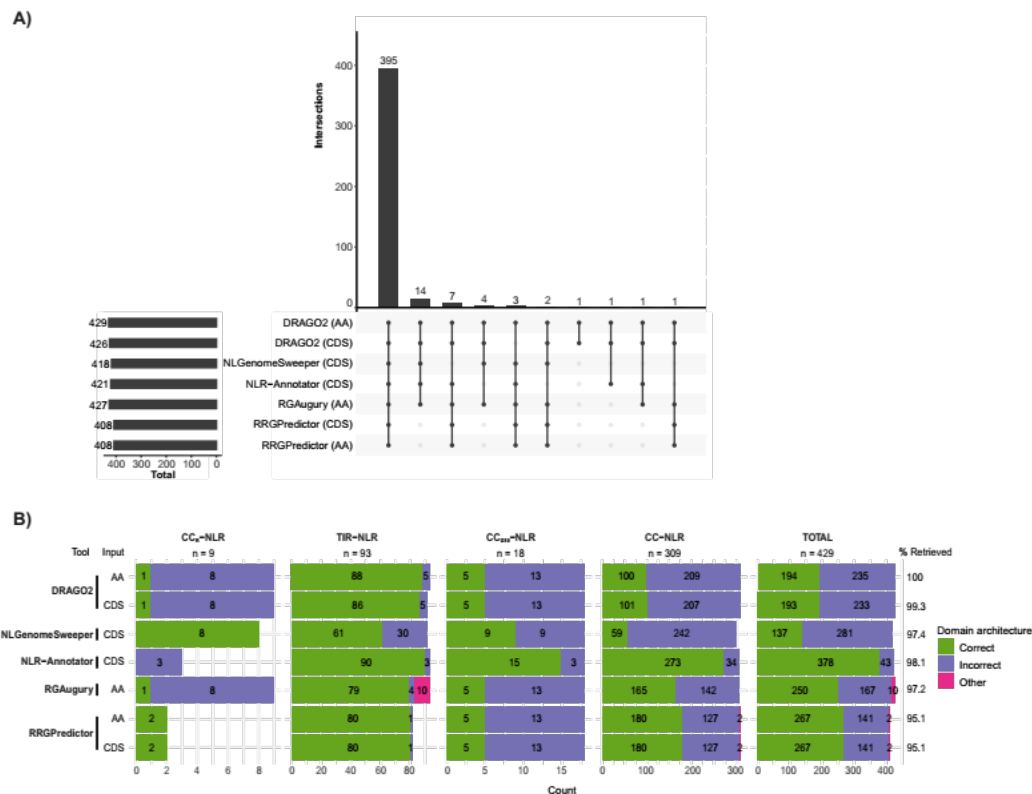 A)
Intersections
400
300
200
100
0
395 14 7 4 3 2 1 1 1 1
429 DRAGO2 (AA)
426 DRAGO2 (CDS)
418 NLGenomeSweeper (CDS)
421 NLR-Annotator (CDS)
427 RGAugury (AA)
408 RRGPredictor (CDS)
408 RRGPredictor (AA)
400 300 200 100 0
Total
B)
CCR-NLR TIR-NLR CC-NLR TOTAL
Tool Input n = 9 n = 93 n = 18 n = 309 n = 429 % Retrieved
DRAGO2 AA 1 8 88 5 5 13 100 209 194 235 100
CDS 1 8 86 5 5 13 101 207 193 233 99.3
NLGenomeSweeper CDS 8 61 30 9 9 59 242 137 281 97.4
NLR-Annotator CDS 3 90 3 15 3 273 34 378 43 98.1
RGAugury AA 1 8 79 4 10 5 13 165 142 250 167 10 97.2
RRGPredictor AA 2 80 1 5 13 180 127 2 267 141 2 95.1
CDS 2 80 1 5 13 180 127 2 267 141 2 95.1
0 2 4 6 8 0 20 40 60 80 0 5 10 15 0 100 200 300 0 100 200 300 400
Count
Domain architecture
Correct
Incorrect
Other